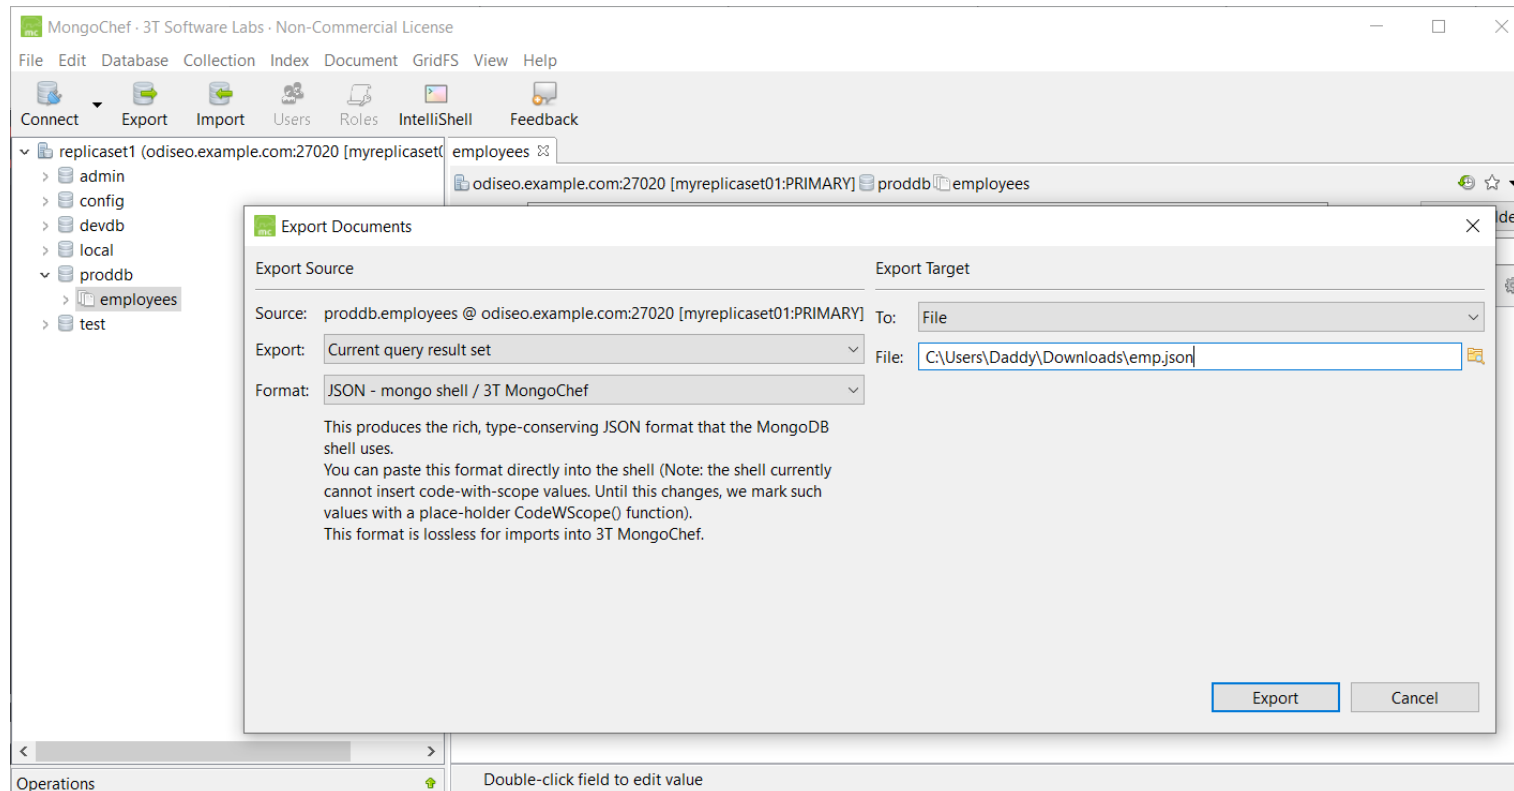 MongoChef · 3T Software Labs · Non-Commercial License
File Edit Database Collection Index Document GridFS View Help
Connect Export Import Users Roles IntelliShell Feedback
replicaset1 (odiseo.example.com:27020 [myreplicaset(
admin
config
devdb
local
proddb
employees
test
employees
odiseo.example.com:27020 [myreplicaset01:PRIMARY] proddb employees
lde
mc Export Documents
Export Source
Source: proddb.employees @ odiseo.example.com:27020 [myreplicaset01:PRIMARY]
Export: Current query result set
Format: JSON - mongo shell / 3T MongoChef
This produces the rich, type-conserving JSON format that the MongoDB
shell uses.
You can paste this format directly into the shell (Note: the shell currently
cannot insert code-with-scope values. Until this changes, we mark such
values with a place-holder CodeWScope() function).
This format is lossless for imports into 3T MongoChef.
Export Target
To: File
File: C:\Users\Daddy\Downloads\emp.json
Export Cancel
Operations
Double-click field to edit value